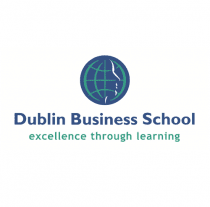 Dublin Business School
excellence through learning